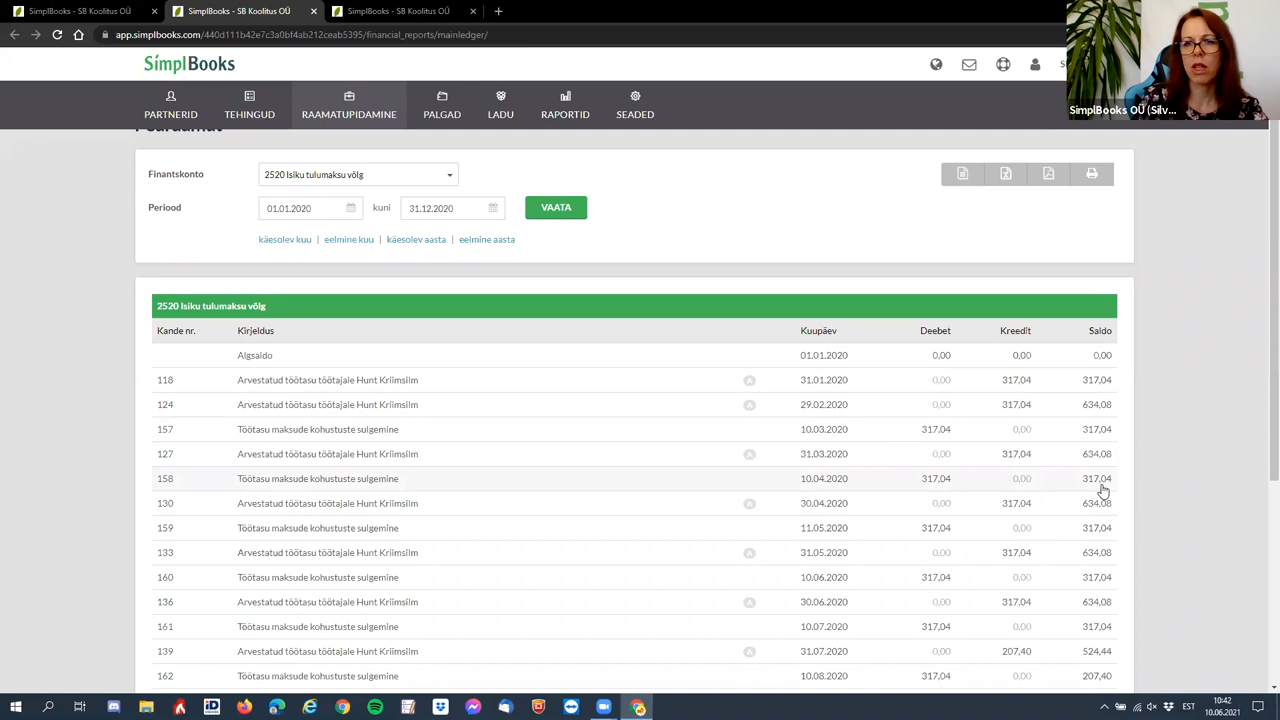 SimplBooks - SB Koolitus OÜ
SimplBooks - SB Koolitus OÜ
SimplBooks - SB Koolitus OÜ
app.simplbooks.com/440d111b42e7c3a0bf4ab212ceab5395/financial_reports/mainledger/
SimplBooks
SimplBooks OÜ (Silv...
PARTNERID
TEHINGUD
RAAMATUPIDAMINE
PALGAD
LADU
RAPORTID
SEADED
Finantskonto
2520 Isiku tulumaksu võlg
Periood
01.01.2020
kuni
31.12.2020
VAATA
käesolev kuu | eelmine kuu | käesolev aasta | eelmine aasta
2520 Isiku tulumaksu võlg
Kande nr. Kirjeldus Kuupäev Deebet Kreedit Saldo
Algsaldo 01.01.2020 0,00 0,00 0,00
118 Arvestatud töötasu töötajale Hunt Kriimsilm A 31.01.2020 0,00 317,04 317,04
124 Arvestatud töötasu töötajale Hunt Kriimsilm A 29.02.2020 0,00 317,04 634,08
157 Töötasu maksude kohustuste sulgemine 10.03.2020 317,04 0,00 317,04
127 Arvestatud töötasu töötajale Hunt Kriimsilm A 31.03.2020 0,00 317,04 634,08
158 Töötasu maksude kohustuste sulgemine 10.04.2020 317,04 0,00 317,04
130 Arvestatud töötasu töötajale Hunt Kriimsilm A 30.04.2020 0,00 317,04 634,08
159 Töötasu maksude kohustuste sulgemine 11.05.2020 317,04 0,00 317,04
133 Arvestatud töötasu töötajale Hunt Kriimsilm A 31.05.2020 0,00 317,04 634,08
160 Töötasu maksude kohustuste sulgemine 10.06.2020 317,04 0,00 317,04
136 Arvestatud töötasu töötajale Hunt Kriimsilm A 30.06.2020 0,00 317,04 634,08
161 Töötasu maksude kohustuste sulgemine 10.07.2020 317,04 0,00 317,04
139 Arvestatud töötasu töötajale Hunt Kriimsilm A 31.07.2020 0,00 207,40 524,44
162 Töötasu maksude kohustuste sulgemine 10.08.2020 317,04 0,00 207,40
EST
10:42
10.06.2021